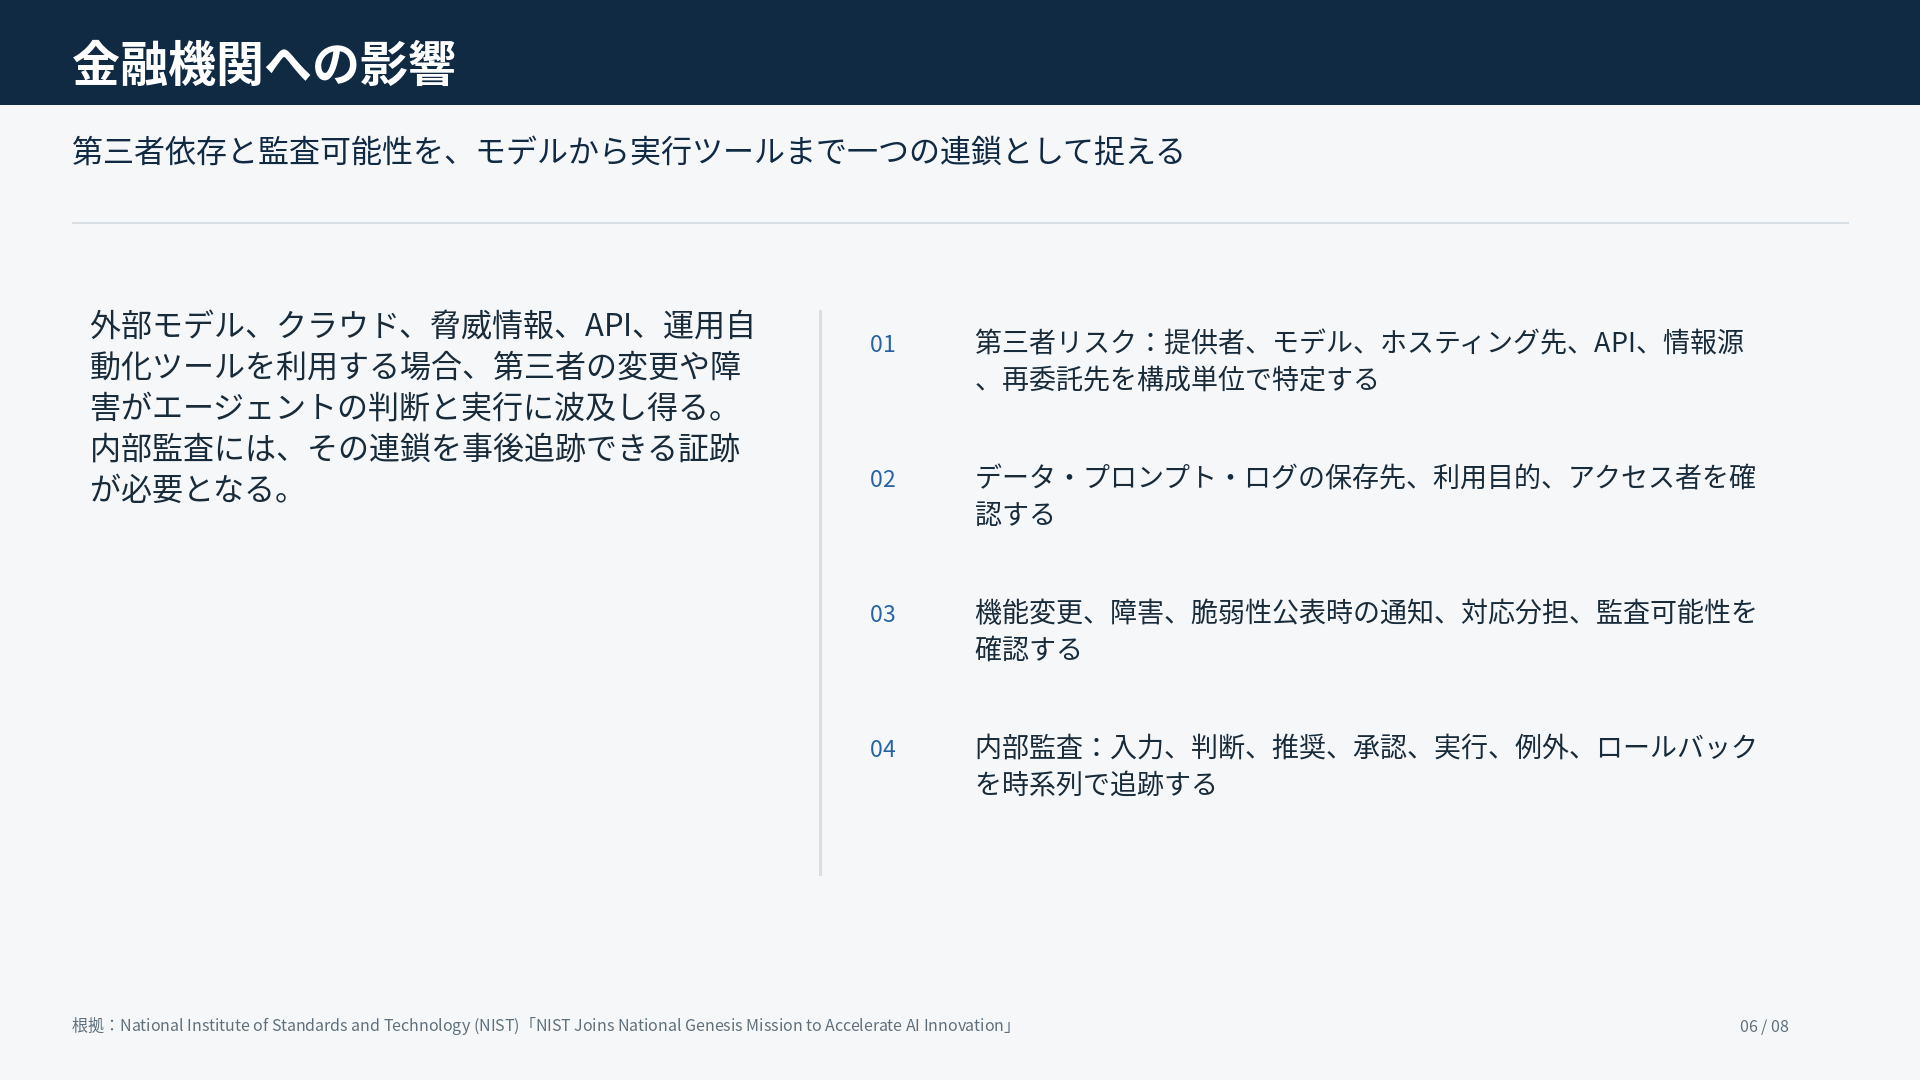 金融機関への影響
第三者依存と監査可能性を、モデルから実行ツールまで一つの連鎖として捉える
外部モデル、クラウド、脅威情報、API、運用自
動化ツールを利用する場合、第三者の変更や障
害がエージェントの判断と実行に波及し得る。
内部監査には、その連鎖を事後追跡できる証跡
が必要となる。
01
第三者リスク：提供者、モデル、ホスティング先、API、情報源
、再委託先を構成単位で特定する
02
データ・プロンプト・ログの保存先、利用目的、アクセス者を確
認する
03
機能変更、障害、脆弱性公表時の通知、対応分担、監査可能性を
確認する
04
内部監査：入力、判断、推奨、承認、実行、例外、ロールバック
を時系列で追跡する
根拠：National Institute of Standards and Technology (NIST)「NIST Joins National Genesis Mission to Accelerate AI Innovation」
06 / 08